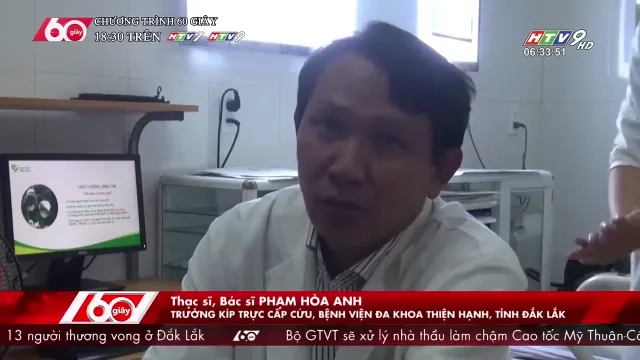 60 giây
CHƯƠNG TRÌNH 60 GIÂY
18:30 TRÊN HTV7 HTV9
HTV9 HD
06:33:51
60 giây
Thạc sĩ, Bác sĩ PHẠM HÒA ANH
TRƯỞNG KÍP TRỰC CẤP CỨU, BỆNH VIỆN ĐA KHOA THIỆN HẠNH, TỈNH ĐẮK LẮK
13 người thương vong ở Đắk Lắk
Bộ GTVT sẽ xử lý nhà thầu làm chậm Cao tốc Mỹ Thuận-C